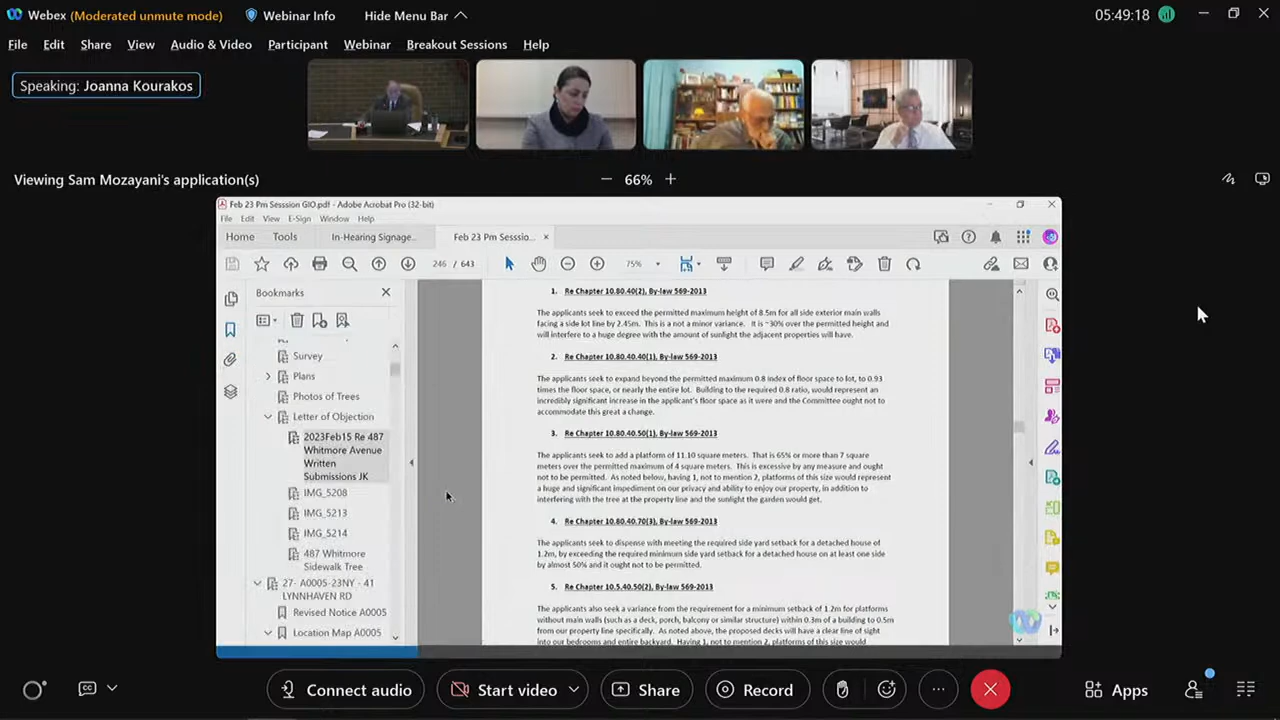 Webex (Moderated unmute mode) Webinar Info Hide Menu Bar 05:49:18
File Edit Share View Audio & Video Participant Webinar Breakout Sessions Help
Speaking: Joanna Kourakos
Viewing Sam Mozayani's application(s)
66%
Feb 23 Pm Sesssion GIO.pdf - Adobe Acrobat Pro (32-bit)
File Edit View E-Sign Window Help
Home Tools In-Hearing Signage... Feb 23 Pm Sesssio... ×
246 / 643 75%
Bookmarks
Survey
Plans
Photos of Trees
Letter of Objection
2023Feb15 Re 487
Whitmore Avenue
Written
Submissions JK
IMG_5208
IMG_5213
IMG_5214
487 Whitmore
Sidewalk Tree
27- A0005-23NY - 41
LYNNHAVEN RD
Revised Notice A0005
Location Map A0005
1. Re Chapter 10.80.40(2), By-law 569-2013
The applicants seek to exceed the permitted maximum height of 8.5m for all side exterior main walls
facing a side lot line by 2.45m. This is a not a minor variance. It is ~30% over the permitted height and
will interfere to a huge degree with the amount of sunlight the adjacent properties will have.
2. Re Chapter 10.80.40.40(1), By-law 569-2013
The applicants seek to expand beyond the permitted maximum 0.8 index of floor space to lot, to 0.93
times the floor space, or nearly the entire lot. Building to the required 0.8 ratio, would represent an
incredibly significant increase in the applicant's floor space as it were and the Committee ought not to
accommodate this great a change.
3. Re Chapter 10.80.40.50(1), By-law 569-2013
The applicants seek to add a platform of 11.10 square meters. That is 65% or more than 7 square
meters over the permitted maximum of 4 square meters. This is excessive by any measure and ought
not to be permitted. As noted below, having 1, not to mention 2, platforms of this size would represent
a huge and significant impediment on our privacy and ability to enjoy our property, in addition to
interfering with the tree at the property line and the sunlight the garden would get.
4. Re Chapter 10.80.40.70(3), By-law 569-2013
The applicants seek to dispense with meeting the required side yard setback for a detached house of
1.2m, by exceeding the required minimum side yard setback for a detached house on at least one side
by almost 50% and it ought not to be permitted.
5. Re Chapter 10.5.40.50(2), By-law 569-2013
The applicants also seek a variance from the requirement for a minimum setback of 1.2m for platforms
without main walls (such as a deck, porch, balcony or similar structure) within 0.3m of a building to 0.5m
from our property line specifically. As noted above, the proposed decks will have a clear line of sight
into our bedrooms and entire backyard. Having 1, not to mention 2, platforms of this size would
Connect audio Start video Share Record Apps